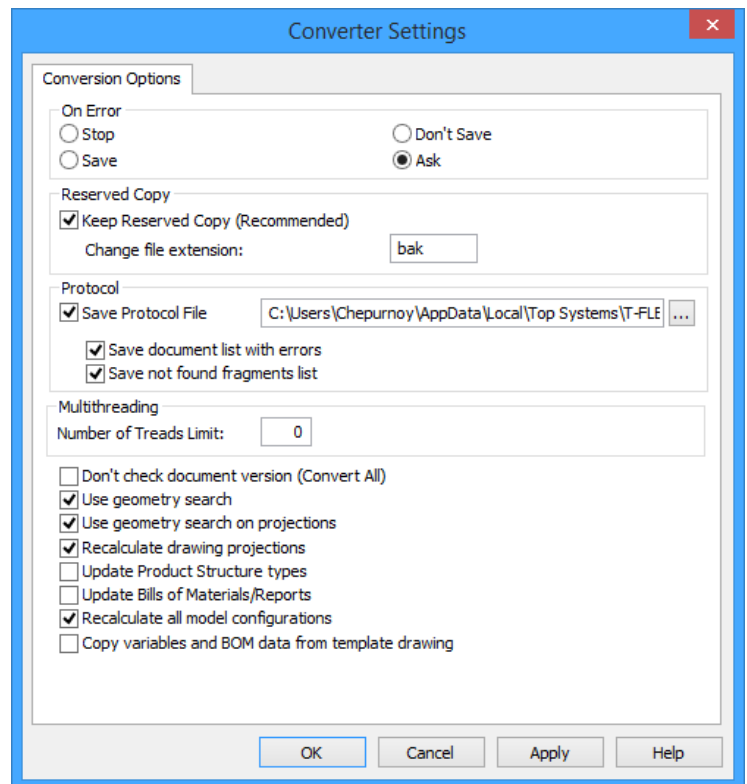 Converter Settings
Conversion Options
On Error
Stop
Don't Save
Save
Ask
Reserved Copy
Keep Reserved Copy (Recommended)
Change file extension: bak
Protocol
Save Protocol File C:\Users\Chepurnoy\AppData\Local\Top Systems\T-FLE ...
Save document list with errors
Save not found fragments list
Multithreading
Number of Treads Limit: 0
Don't check document version (Convert All)
Use geometry search
Use geometry search on projections
Recalculate drawing projections
Update Product Structure types
Update Bills of Materials/Reports
Recalculate all model configurations
Copy variables and BOM data from template drawing
OK Cancel Apply Help